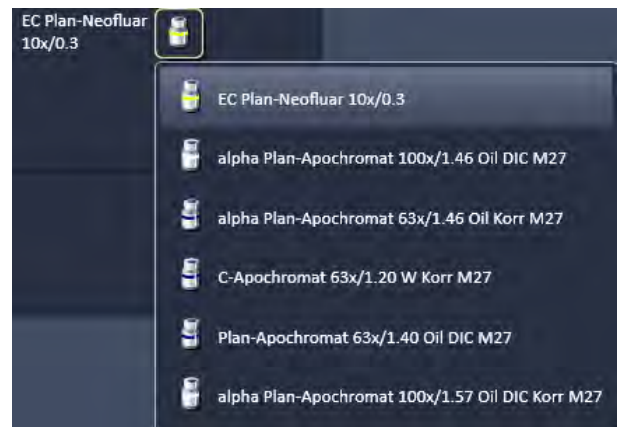 EC Plan-Neofluar
10x/0.3
EC Plan-Neofluar 10x/0.3
alpha Plan-Apochromat 100x/1.46 Oil DIC M27
alpha Plan-Apochromat 63x/1.46 Oil Korr M27
C-Apochromat 63x/1.20 W Korr M27
Plan-Apochromat 63x/1.40 Oil DIC M27
alpha Plan-Apochromat 100x/1.57 Oil DIC Korr M27